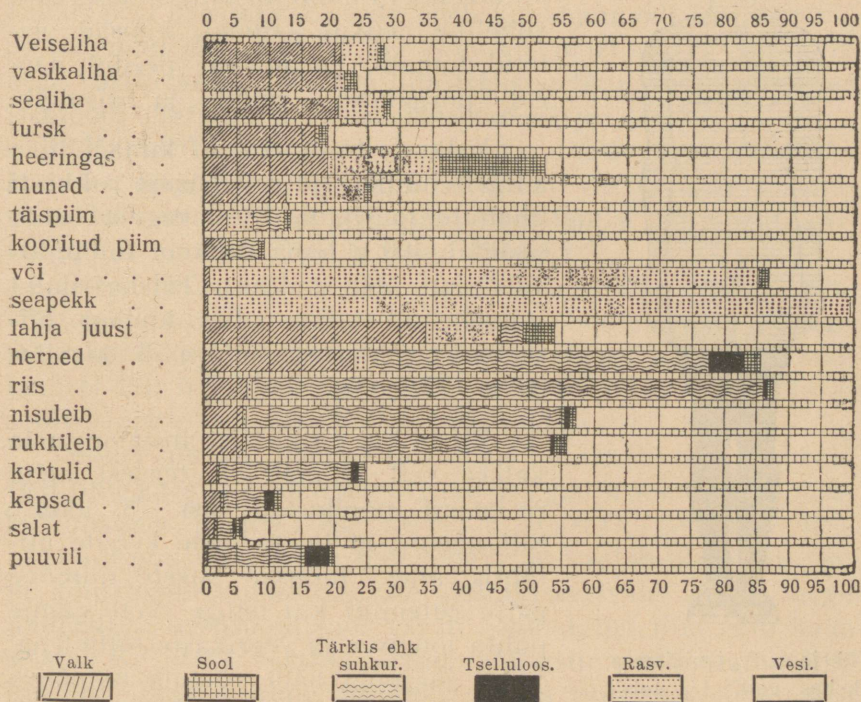 0 5 10 15 20 25 30 35 40 45 50 55 60 65 70 75 80 85 90 95 100
Veiseliha . .
vasikaliha . .
sealiha . . .
tursk . . .
heeringas . .
munad . . .
täispiim . .
kooritud piim
või . . . .
seapekk . .
lahja juust .
herned . . .
riis . . . .
nisuleib . .
rukkileib . .
kartulid . .
kapsad . . .
salat . . .
puuvili . . .
0 5 10 15 20 25 30 35 40 45 50 55 60 65 70 75 80 85 90 95 100
Valk Sool Tärklis ehk suhkur. Tselluloos. Rasv. Vesi.